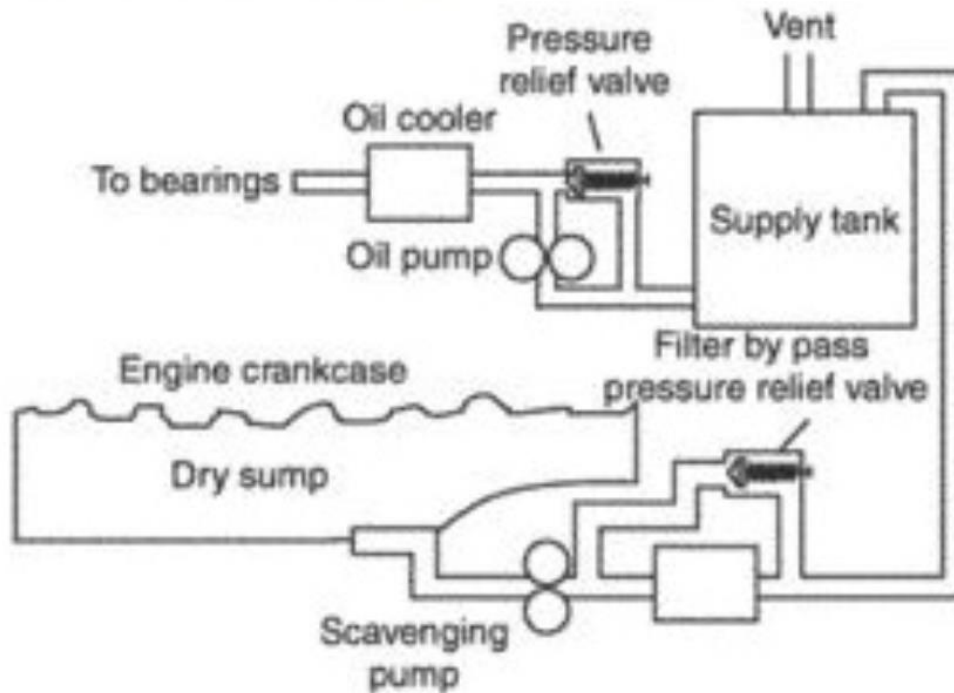 Vent
Pressure
relief valve
Oil cooler
To bearings
Supply tank
Oil pump
Filter by pass
pressure relief valve
Engine crankcase
Dry sump
Scavenging
pump